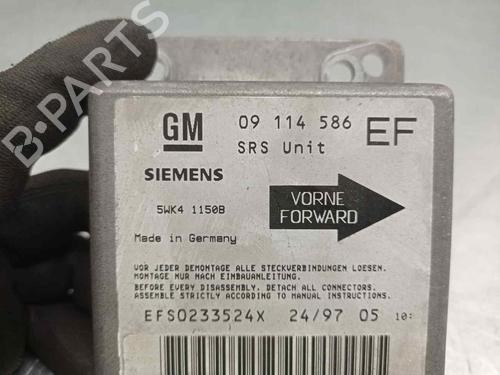 B-PARTS
GM 09 114 586 EF
SRS Unit
SIEMENS
VORNE
FORWARD
5WK4 1150B
Made in Germany
VOR JEDER DEMONTAGE ALLE STECKVERBINDUNGEN LOESEN.
MONTAGE NUR MACH EINBAUANLEITUNG.
BEFORE EVERY DISASSEMBLY, DETACH ALL CONNECTORS.
ASSEMBLE STRICTLY ACCORDING TO MANUAL INSTRUCTIONS.
EFS0233524X 24/97 05 10: